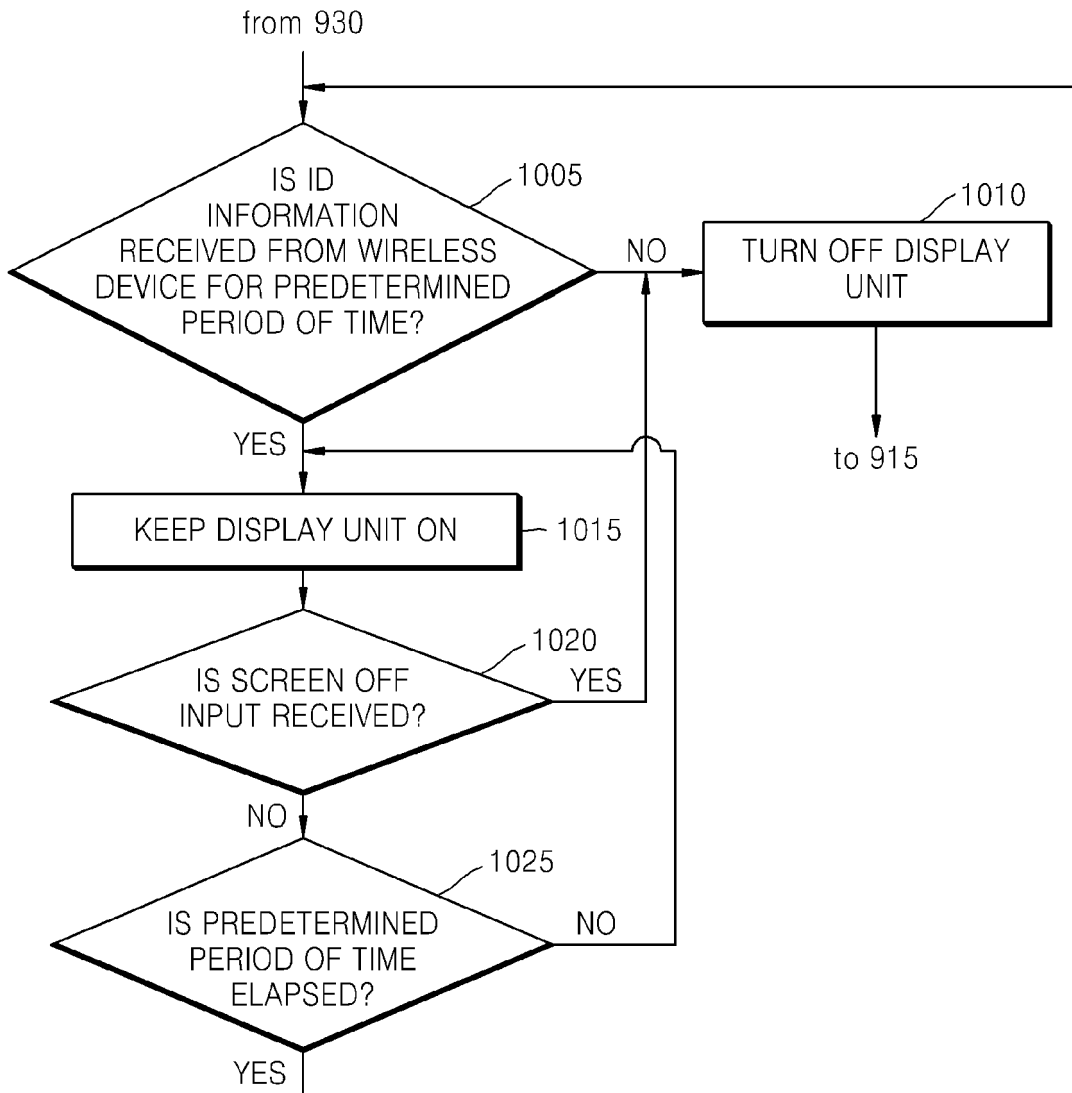 from 930
IS ID
INFORMATION
RECEIVED FROM WIRELESS
DEVICE FOR PREDETERMINED
PERIOD OF TIME?
1005
NO
1010
TURN OFF DISPLAY
UNIT
to 915
YES
KEEP DISPLAY UNIT ON
1015
1020
IS SCREEN OFF
INPUT RECEIVED?
YES
NO
1025
IS PREDETERMINED
PERIOD OF TIME
ELAPSED?
NO
YES